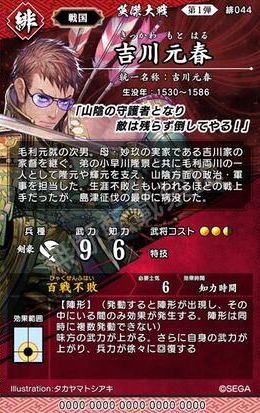 緋
戦国
英傑大戦
第1弾
緋044
きっかわ もと はる
吉川元春
統一名称：吉川元春
生没年：1530～1586
「山陰の守護者となり
敵は残らず倒してやる！」
毛利元就の次男。母・妙玖の実家である吉川家の
家督を継ぐ。弟の小早川隆景と共に毛利両川の一
人として隆元や輝元を支え、山陰方面の政治・軍
事を担当した。生涯不敗ともいわれるほどの戦上
手だったが、島津征伐の最中に病没した。
兵種 武力 知力 武将コスト
剣豪 9 6 特技
ひゃくせんふはい
百戦不敗
必要士気 6
効果時間 知力時間
効果範囲
【陣形】（発動すると陣形が出現し、その
中にいる間のみ効果が発生する。陣形は同
時に複数発動できない）
味方の武力が上がる。さらに自身の武力が
上がり、兵力が徐々に回復する
Illustration:タカヤマトシアキ
©SEGA
0000-0000-0000-0000-0000